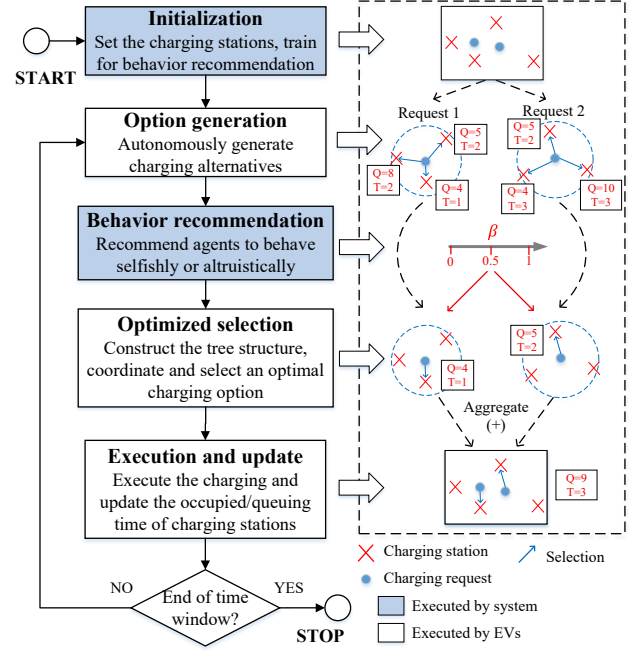 Initialization
Set the charging stations, train
for behavior recommendation
START
Option generation
Autonomously generate
charging alternatives
Behavior recommendation
Recommend agents to behave
selfishly or altruistically
Optimized selection
Construct the tree structure,
coordinate and select an optimal
charging option
Execution and update
Execute the charging and
update the occupied/queuing
time of charging stations
NO
End of time
window?
YES
STOP
Request 1
Q=5
T=2
Q=8
T=2
Q=4
T=1
Request 2
Q=5
T=2
Q=4
T=3
Q=10
T=3
β
0
0.5
1
Q=4
T=1
Q=5
T=2
Aggregate
(+)
Q=9
T=3
Charging station
Selection
Charging request
Executed by system
Executed by EVs